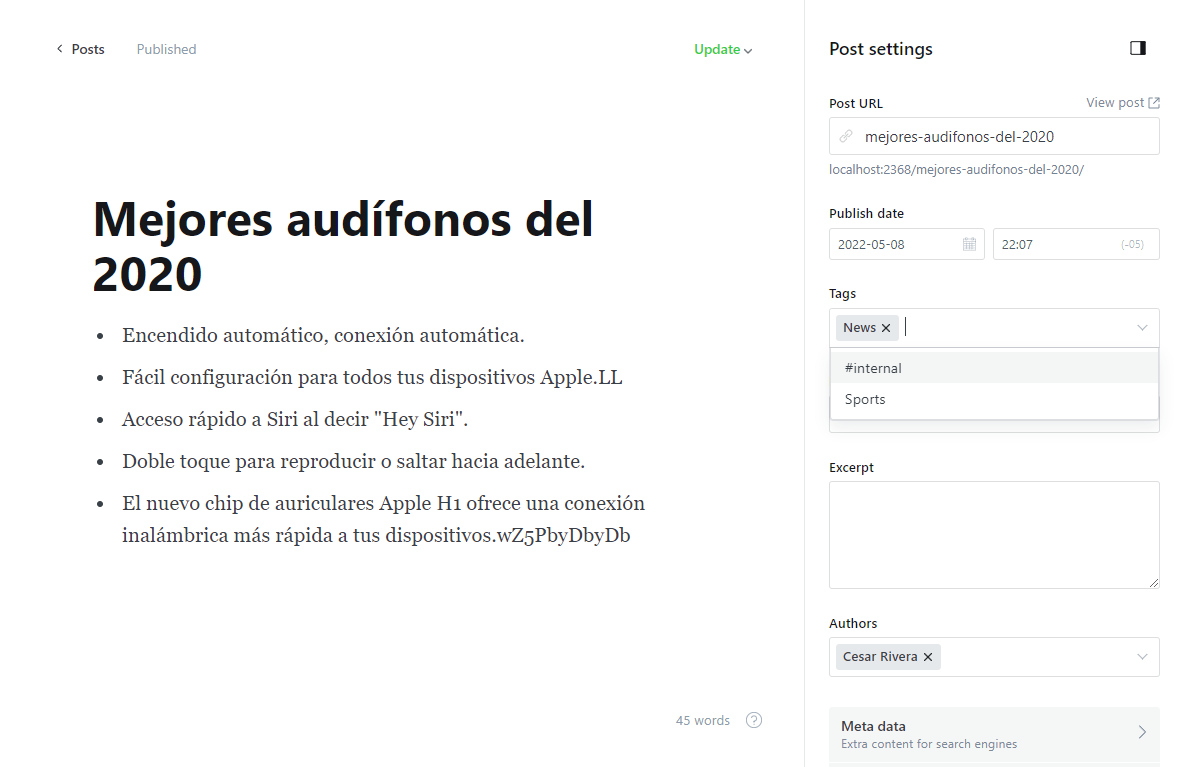 Posts
Published
Update
Mejores audífonos del
2020
• Encendido automático, conexión automática.
• Fácil configuración para todos tus dispositivos Apple.LL
• Acceso rápido a Siri al decir "Hey Siri".
• Doble toque para reproducir o saltar hacia adelante.
• El nuevo chip de auriculares Apple H1 ofrece una conexión
inalámbrica más rápida a tus dispositivos.wZ5PbyDbyDb
45 words
?
Post settings
Post URL
View post
mejores-audifonos-del-2020
localhost:2368/mejores-audifonos-del-2020/
Publish date
2022-05-08
22:07
(-05)
Tags
News ×
#internal
Sports
Excerpt
Authors
Cesar Rivera ×
Meta data
Extra content for search engines